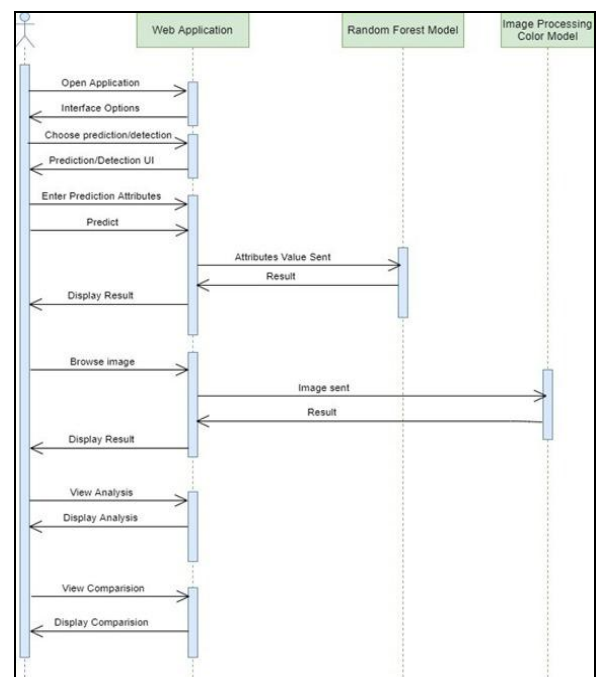 Web Application
Random Forest Model
Image Processing
Color Model
Open Application
Interface Options
Choose prediction/detection
Prediction/Detection UI
Enter Prediction Attributes
Predict
Attributes Value Sent
Result
Display Result
Browse image
Image sent
Result
Display Result
View Analysis
Display Analysis
View Comparision
Display Comparision